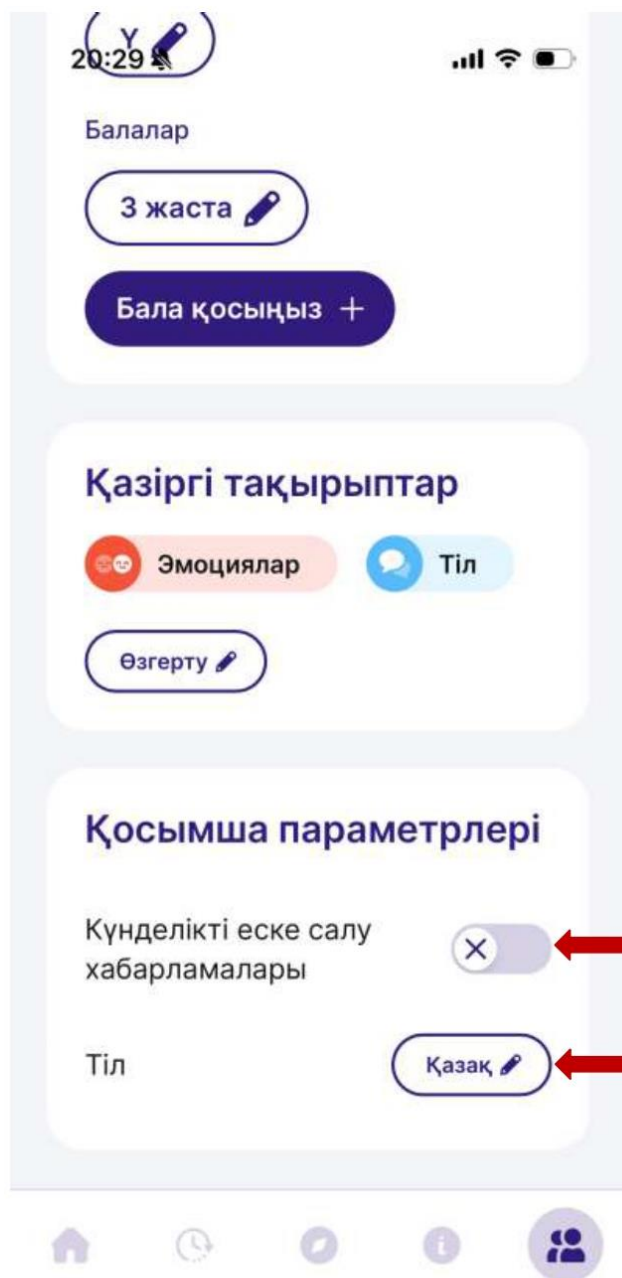 Y
20:29
Балалар
3 жаста
Бала қосыңыз +
Қазіргі тақырыптар
Эмоциялар
Тіл
Өзгерту
Қосымша параметрлері
Күнделікті еске салу
хабарламалары
Тіл
Қазақ